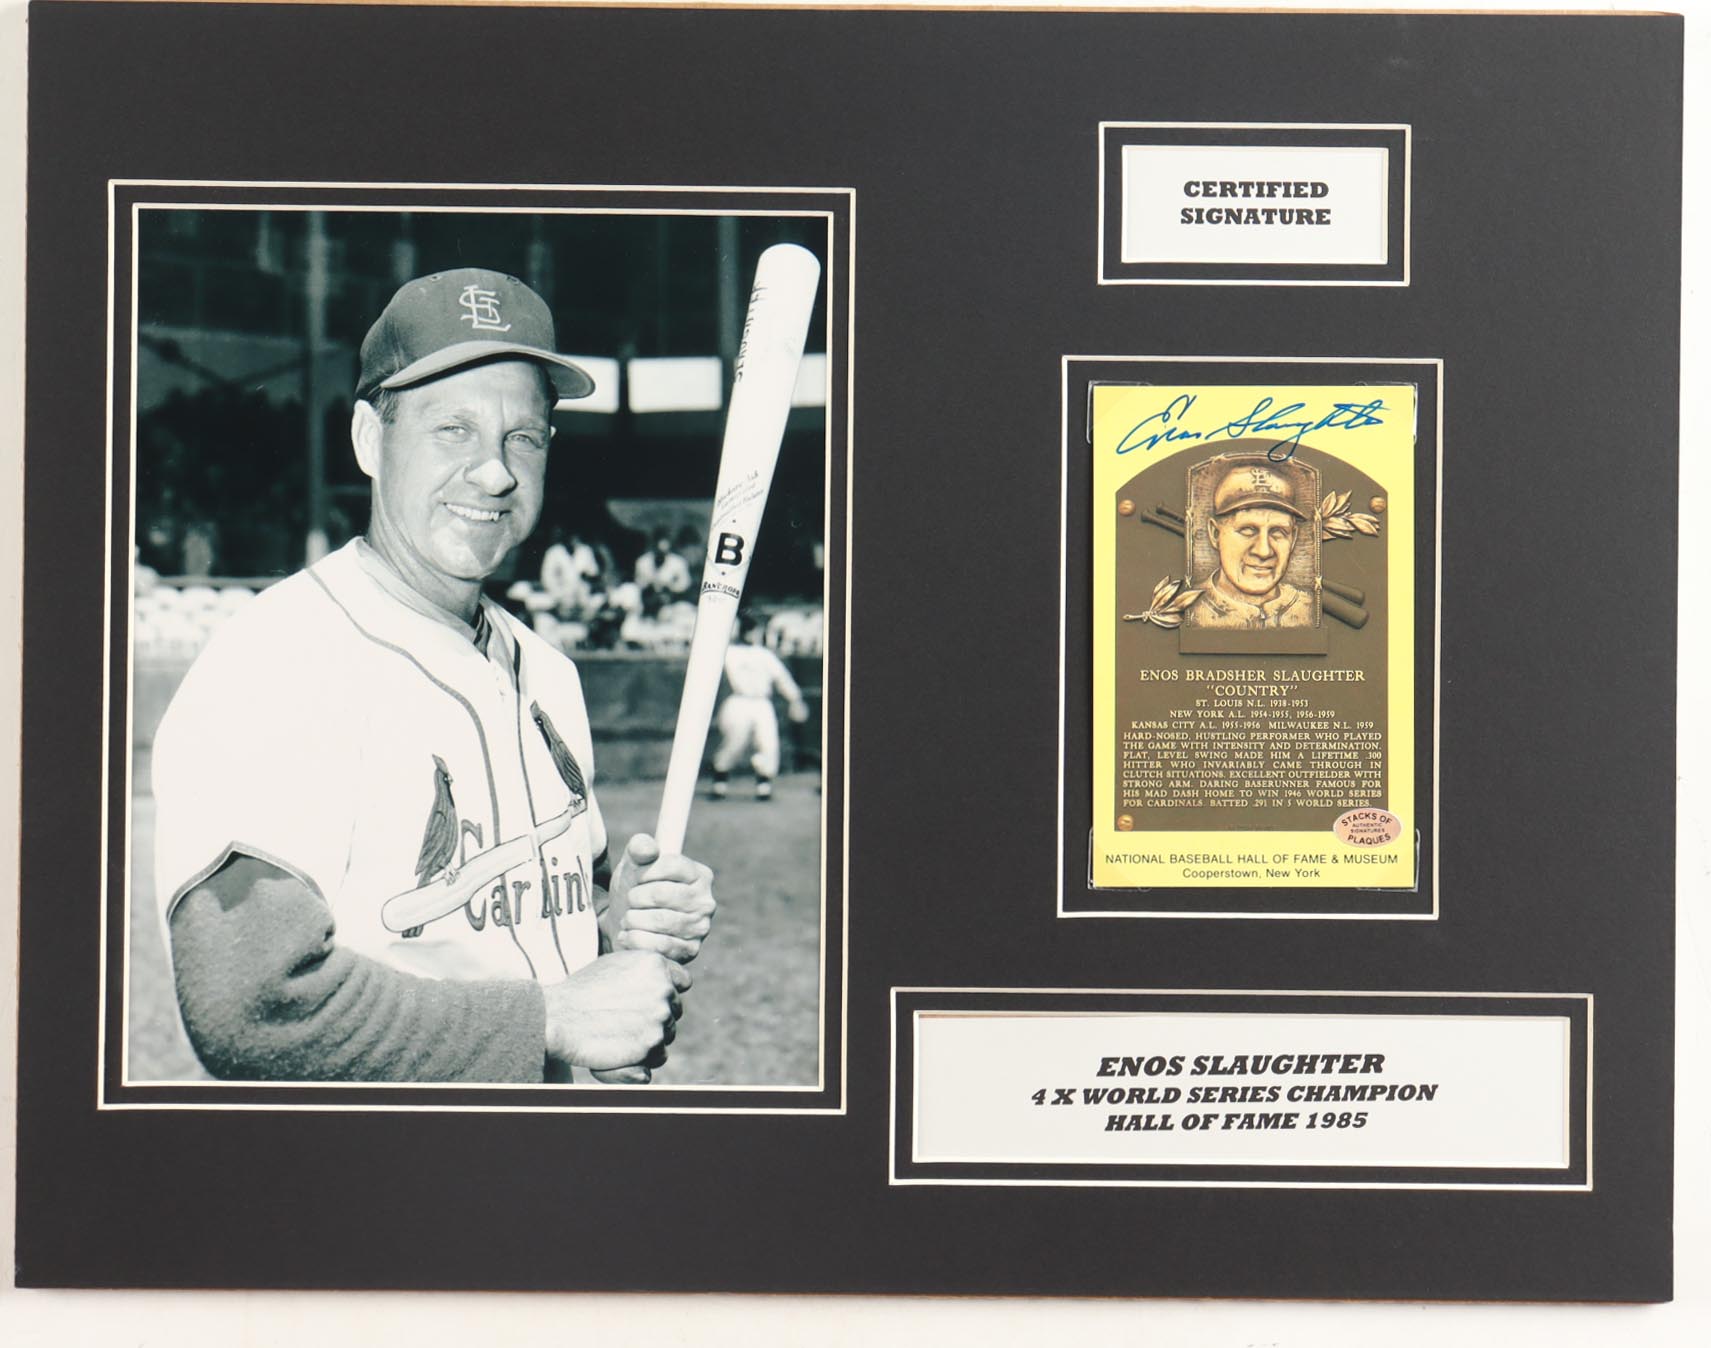 CERTIFIED
SIGNATURE
STL
SLAUGHTER
B
Cardinals
Enos Slaughter
STL
ENOS BRADSHER SLAUGHTER
"COUNTRY"
ST. LOUIS N.L. 1938-1953
NEW YORK A.L. 1954-1955, 1956-1959
KANSAS CITY A.L. 1955-1956 MILWAUKEE N.L. 1959
HARD-NOSED, HUSTLING PERFORMER WHO PLAYED
THE GAME WITH INTENSITY AND DETERMINATION.
FLAT, LEVEL SWING MADE HIM A LIFETIME .300
HITTER WHO INVARIABLY CAME THROUGH IN
CLUTCH SITUATIONS. EXCELLENT OUTFIELDER WITH
STRONG ARM. DARING BASERUNNER FAMOUS FOR
HIS MAD DASH HOME TO WIN 1946 WORLD SERIES
FOR CARDINALS. BATTED .291 IN 5 WORLD SERIES.
STACKS OF
AUTHENTIC
SIGNATURES
PLAQUES
NATIONAL BASEBALL HALL OF FAME & MUSEUM
Cooperstown, New York
ENOS SLAUGHTER
4 X WORLD SERIES CHAMPION
HALL OF FAME 1985